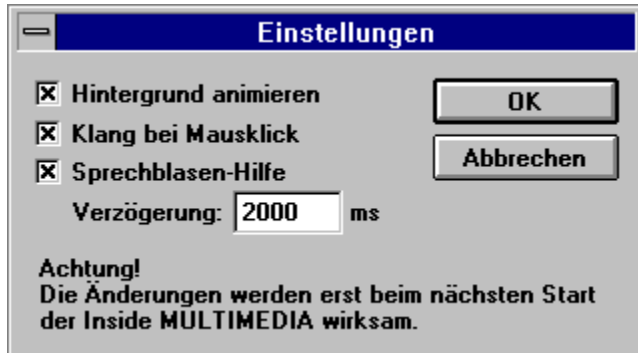 Einstellungen
Hintergrund animieren
Klang bei Mausklick
Sprechblasen-Hilfe
Verzögerung: 2000 ms
OK
Abbrechen
Achtung!
Die Änderungen werden erst beim nächsten Start
der Inside MULTIMEDIA wirksam.